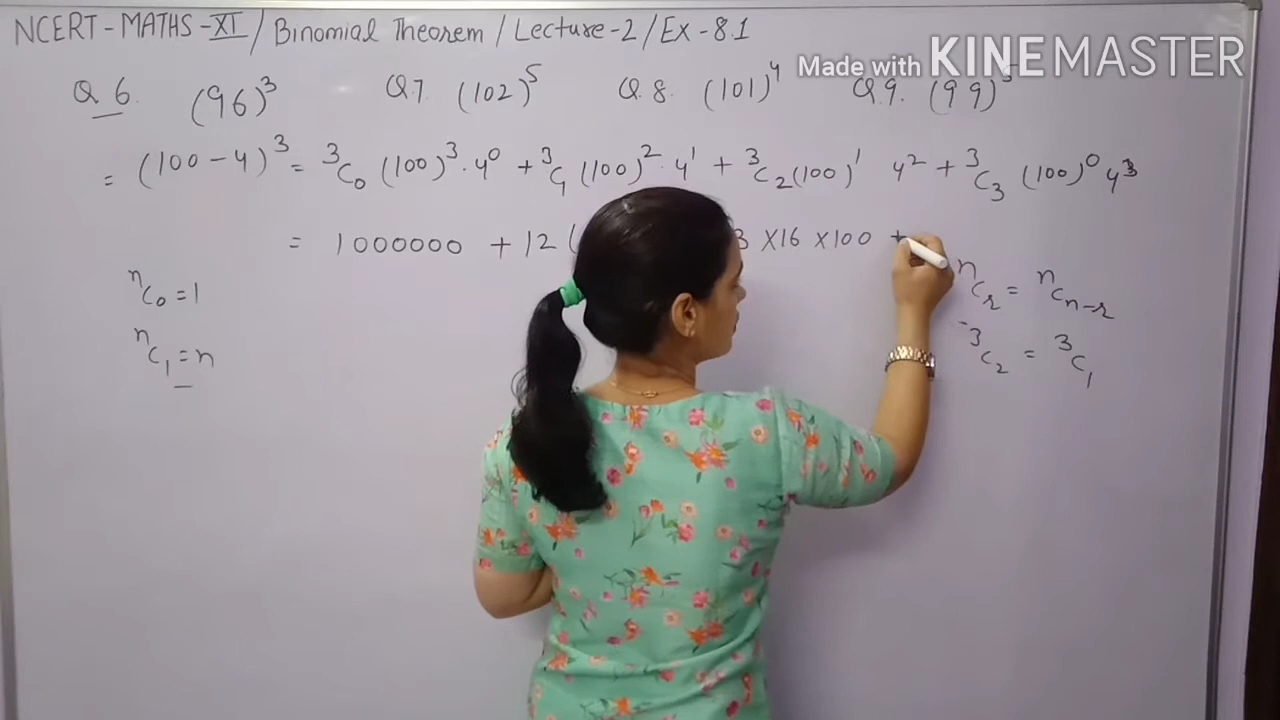 NCERT - MATHS - XI / Binomial Theorem / Lecture-2 / Ex - 8.1
Made with KINEMASTER
Q 6. (96)³ Q.7. (102)⁵ Q.8. (101)⁴ Q.9. (99)⁵
= (100 - 4)³ = ³C₀ (100)³ . 4⁰ + ³C₁ (100)² . 4¹ + ³C₂ (100)¹ 4² + ³C₃ (100)⁰ 4³
= 1000000 + 12 ( 3 × 16 × 100 +
ⁿC₀ = 1
ⁿC₁ = n
ⁿCᵣ = ⁿCₙ₋ᵣ
³C₂ = ³C₁